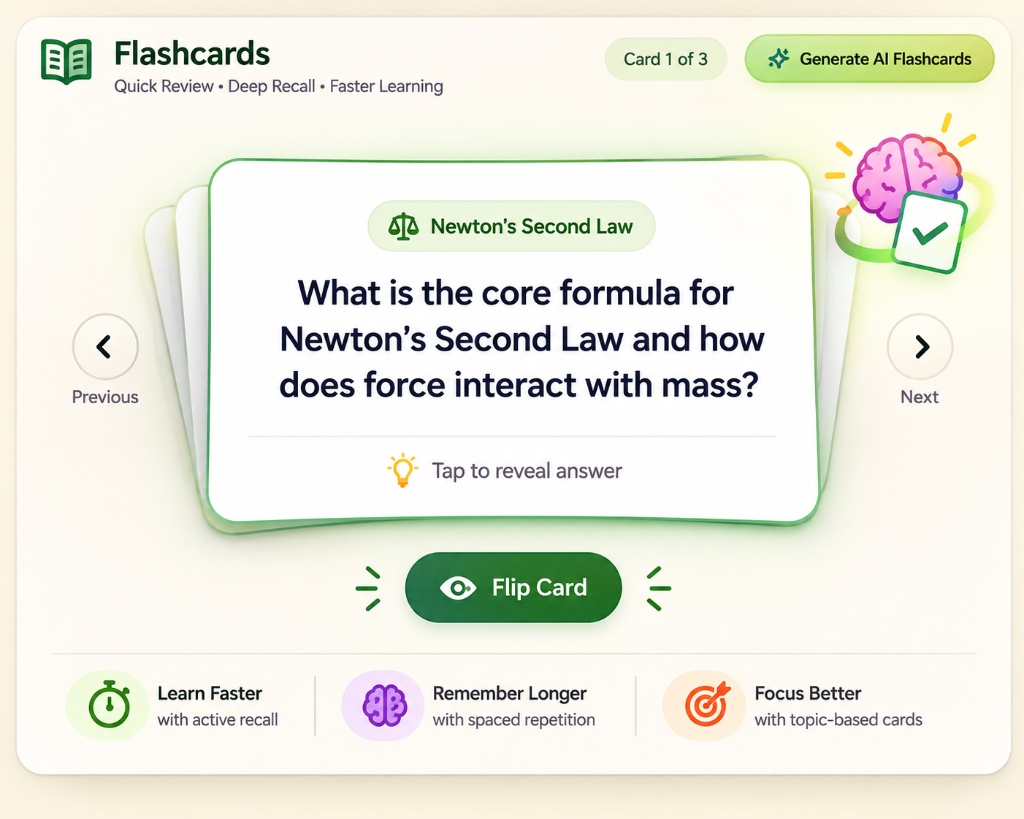 Flashcards
Quick Review • Deep Recall • Faster Learning
Card 1 of 3
Generate AI Flashcards
Newton's Second Law
What is the core formula for
Newton's Second Law and how
does force interact with mass?
Tap to reveal answer
Previous
Next
Flip Card
Learn Faster
with active recall
Remember Longer
with spaced repetition
Focus Better
with topic-based cards